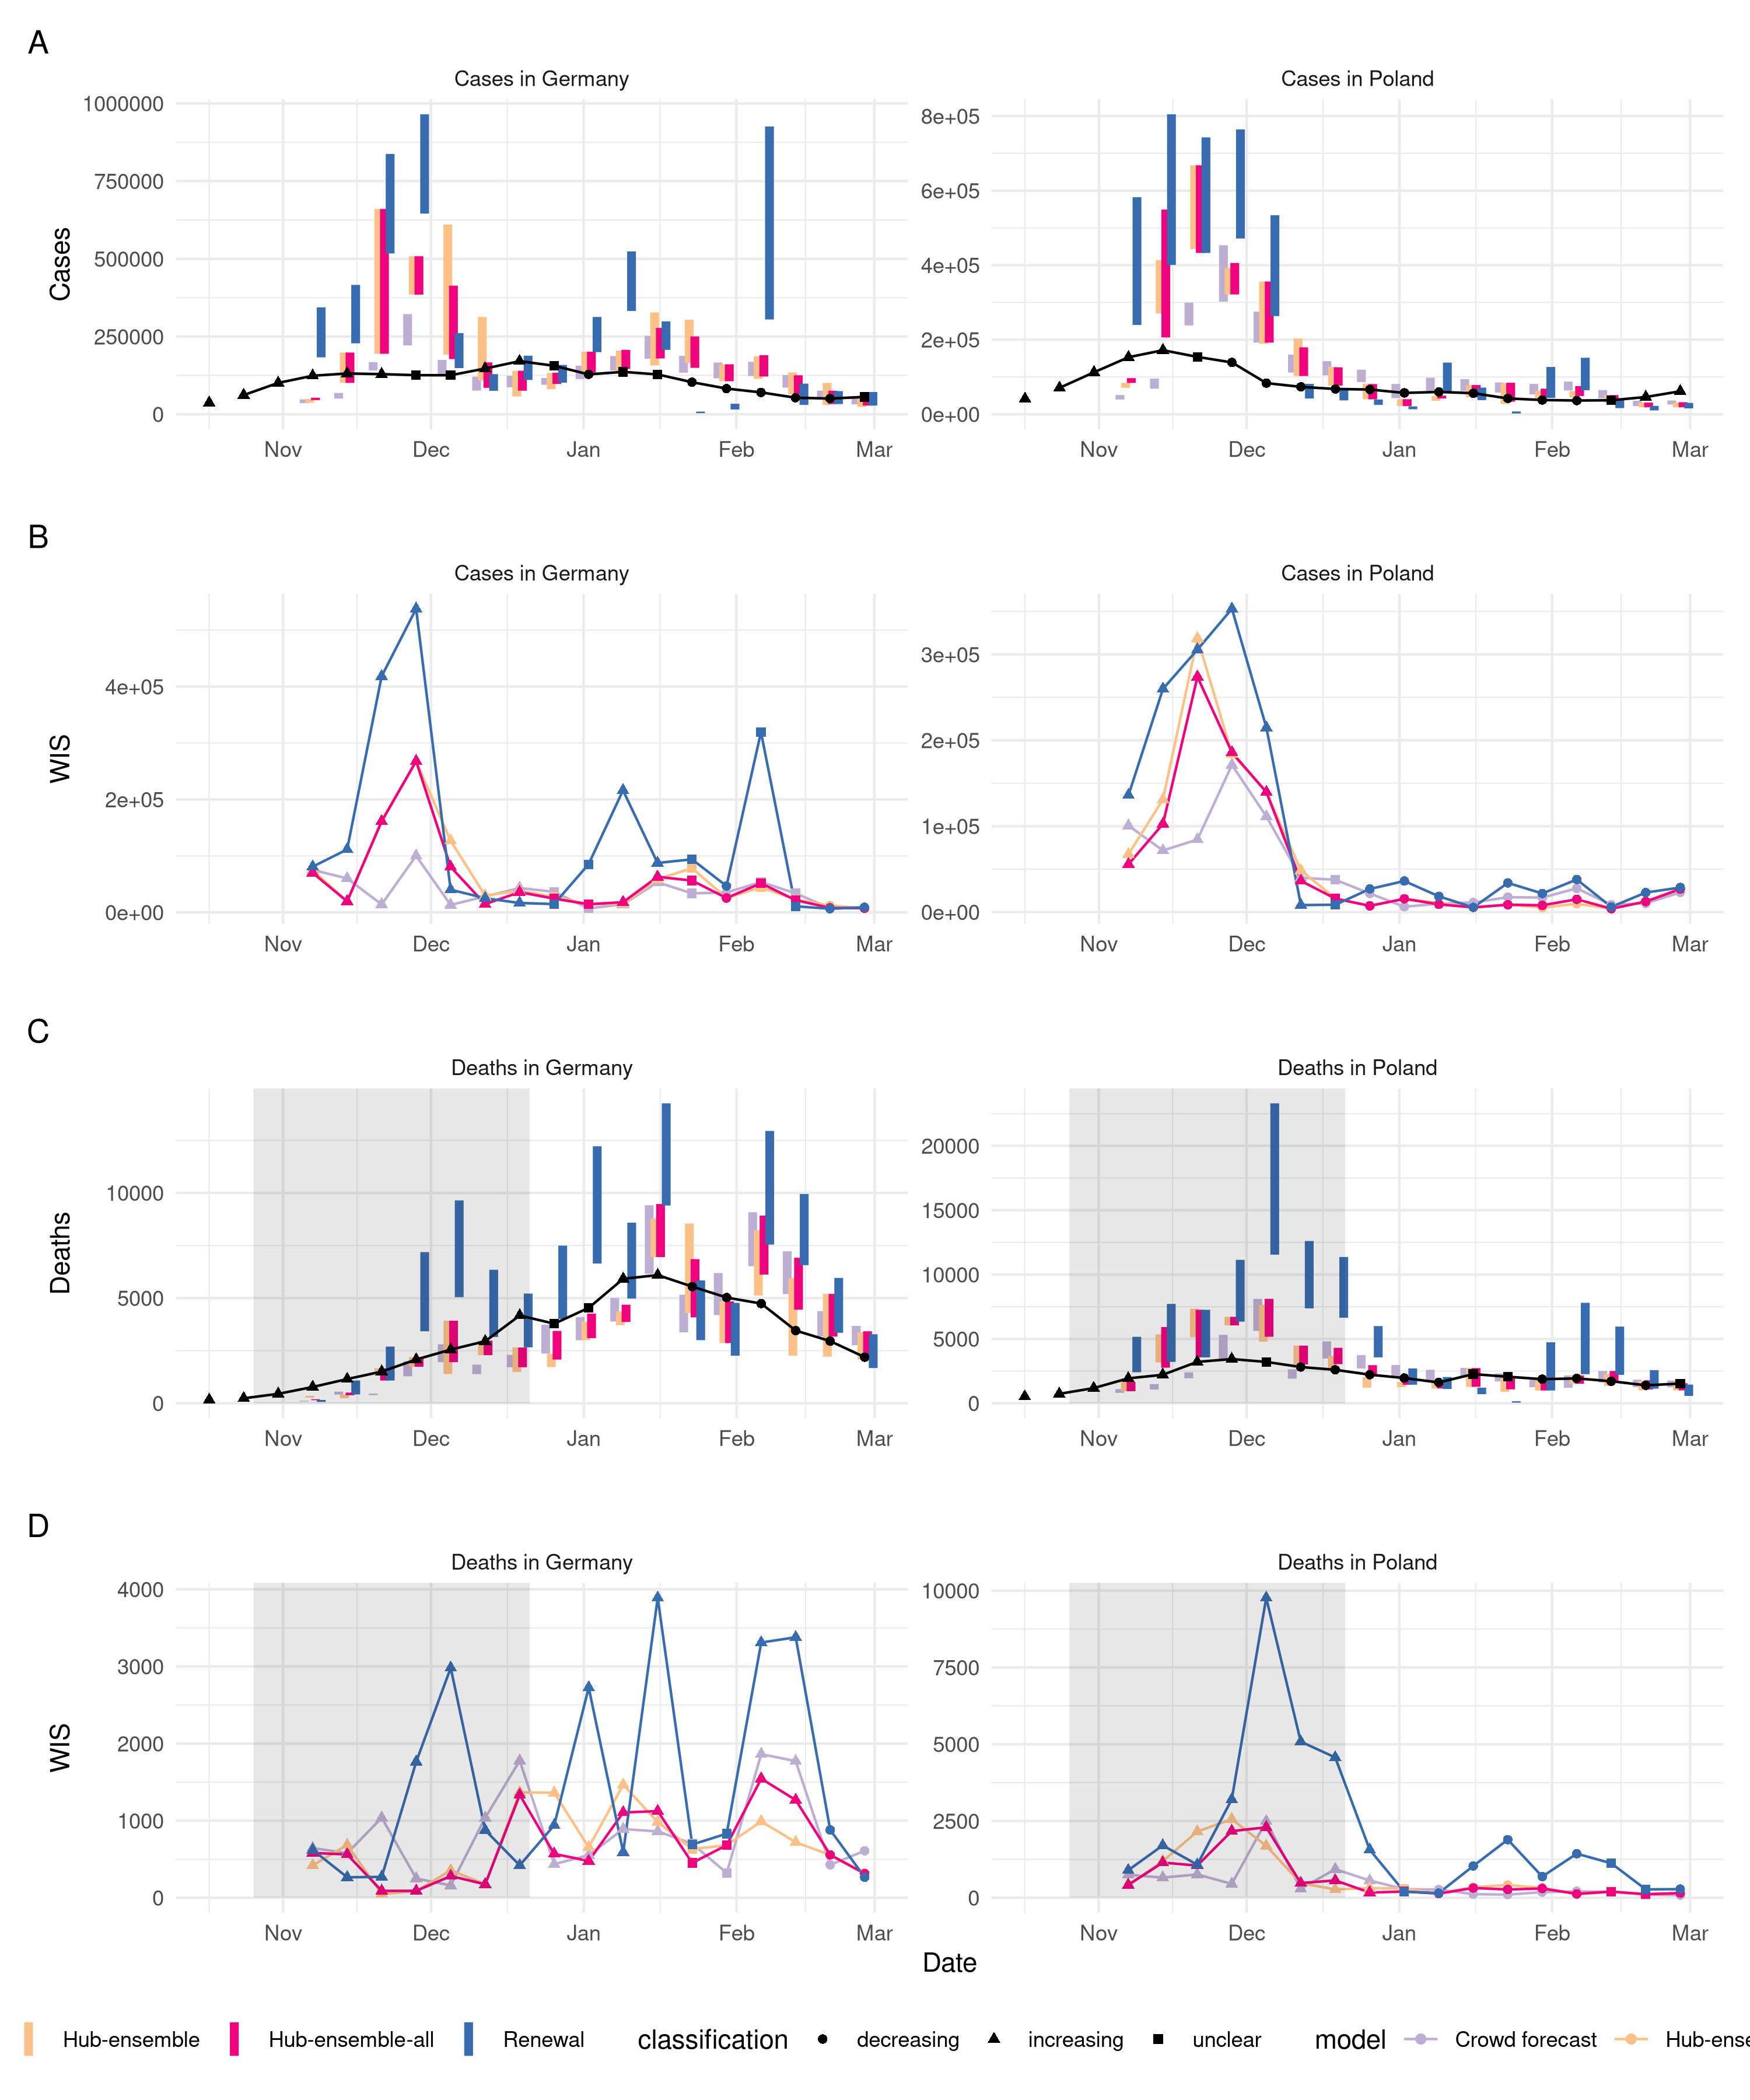 A
Cases in Germany
Cases in Poland
Cases
1000000
750000
500000
250000
0
8e+05
6e+05
4e+05
2e+05
0e+00
Nov Dec Jan Feb Mar
Nov Dec Jan Feb Mar
B
Cases in Germany
Cases in Poland
WIS
4e+05
2e+05
0e+00
3e+05
2e+05
1e+05
0e+00
Nov Dec Jan Feb Mar
Nov Dec Jan Feb Mar
C
Deaths in Germany
Deaths in Poland
Deaths
10000
5000
0
20000
15000
10000
5000
0
Nov Dec Jan Feb Mar
Nov Dec Jan Feb Mar
D
Deaths in Germany
Deaths in Poland
WIS
4000
3000
2000
1000
0
10000
7500
5000
2500
0
Nov Dec Jan Feb Mar
Nov Dec Jan Feb Mar
Date
Hub-ensemble Hub-ensemble-all Renewal classification decreasing increasing unclear model Crowd forecast Hub-ense